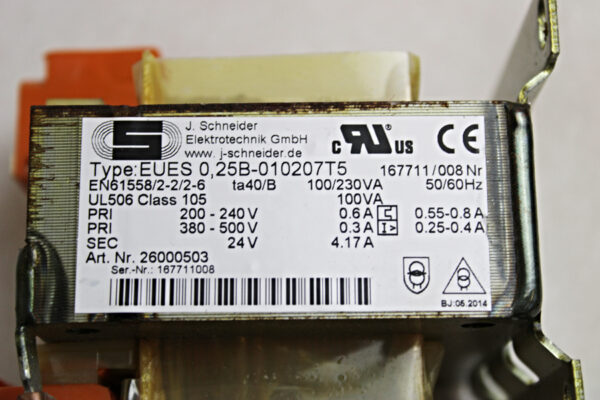 S
J. Schneider
Elektrotechnik GmbH
www. j-schneider.de
c RU US
CE
Type:EUES 0,25B-010207T5 167711/008 Nr
EN61558/2-2/2-6 ta40/B 100/230VA 50/60Hz
UL506 Class 105 100VA
PRI 200 - 240 V 0.6 A 0.55-0.8 A
PRI 380 - 500 V 0.3 A I> 0.25-0.4 A
SEC 24 V 4.17 A
Art. Nr. 26000503
Ser.-Nr.: 167711008
BJ:05.2014